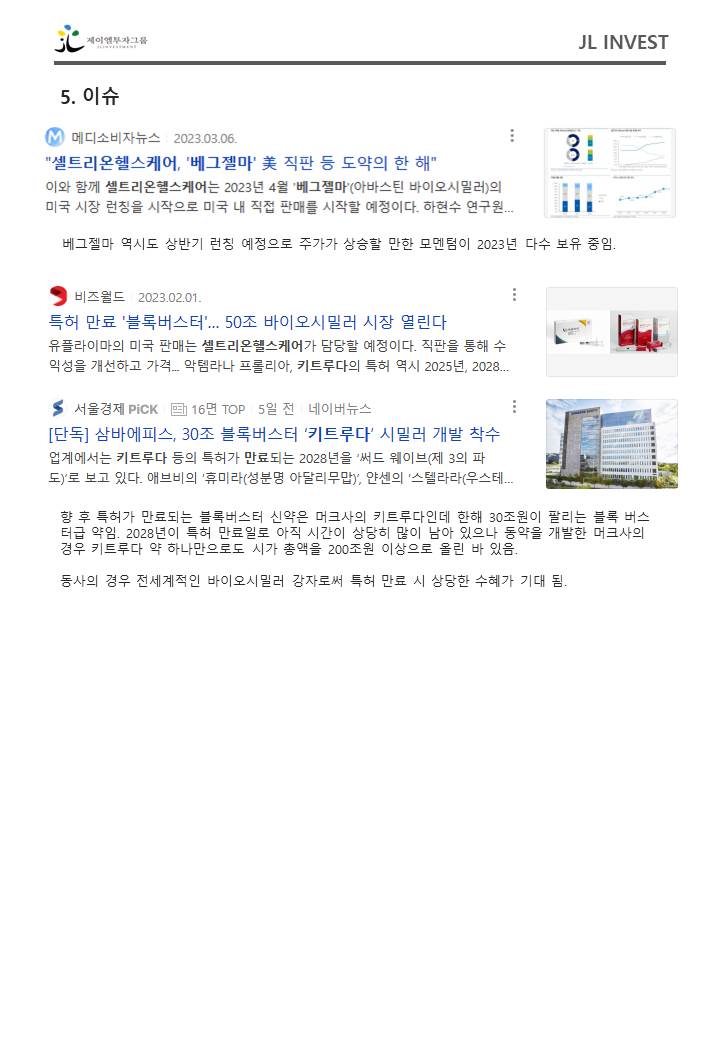 제이엘투자그룹
JLINVESTMENT
JL INVEST
5. 이슈
메디소비자뉴스 2023.03.06.
"셀트리온헬스케어, '베그젤마' 美 직판 등 도약의 한 해"
이와 함께 셀트리온헬스케어는 2023년 4월 '베그젤마'(아바스틴 바이오시밀러)의
미국 시장 런칭을 시작으로 미국 내 직접 판매를 시작할 예정이다. 하현수 연구원...
베그젤마 역시도 상반기 런칭 예정으로 주가가 상승할 만한 모멘텀이 2023년 다수 보유 중임.
비즈월드 2023.02.01.
특허 만료 '블록버스터'... 50조 바이오시밀러 시장 열린다
유플라이마의 미국 판매는 셀트리온헬스케어가 담당할 예정이다. 직판을 통해 수
익성을 개선하고 가격... 악템라나 프롤리아, 키트루다의 특허 역시 2025년, 2028...
서울경제 PiCK 16면 TOP 5일 전 네이버뉴스
[단독] 삼바에피스, 30조 블록버스터 '키트루다' 시밀러 개발 착수
업계에서는 키트루다 등의 특허가 만료되는 2028년을 '써드 웨이브(제 3의 파
도)'로 보고 있다. 애브비의 '휴미라(성분명 아달리무맙)', 얀센의 '스텔라라(우스테...
향 후 특허가 만료되는 블록버스터 신약은 머크사의 키트루다인데 한해 30조원이 팔리는 블록 버스
터급 약임. 2028년이 특허 만료일로 아직 시간이 상당히 많이 남아 있으나 동약을 개발한 머크사의
경우 키트루다 약 하나만으로도 시가 총액을 200조원 이상으로 올린 바 있음.
동사의 경우 전세계적인 바이오시밀러 강자로써 특허 만료 시 상당한 수혜가 기대 됨.